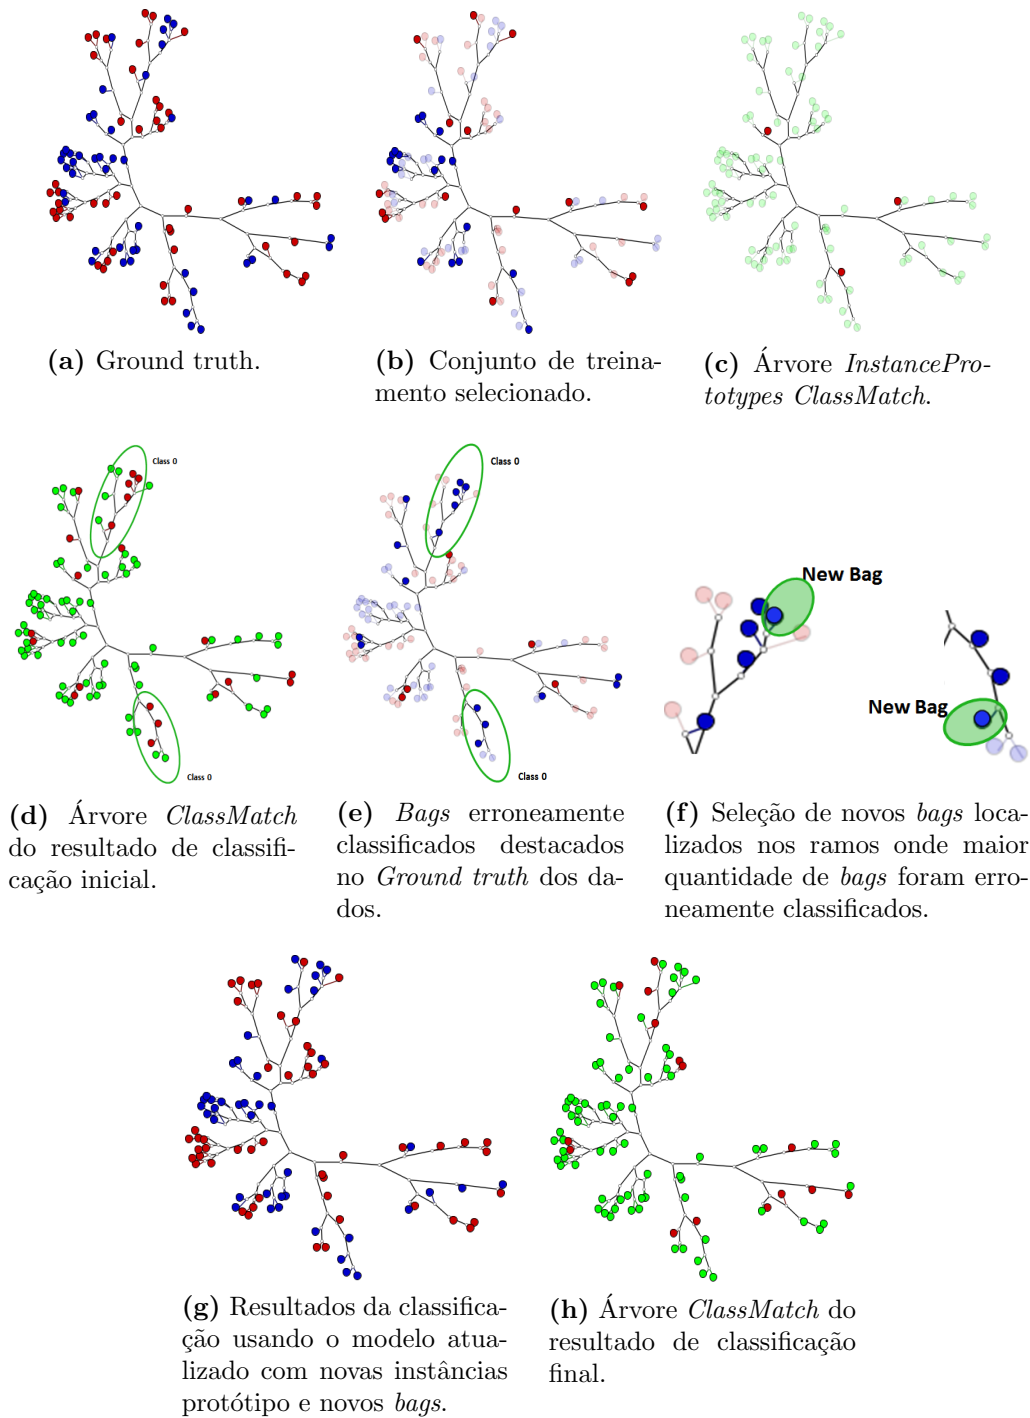 (a) Ground truth.
(b) Conjunto de treina-
mento selecionado.
(c) Árvore InstancePro-
totypes ClassMatch.
Class 0
Class 0
(d) Árvore ClassMatch
do resultado de classifi-
cação inicial.
Class 0
Class 0
(e) Bags erroneamente
classificados destacados
no Ground truth dos da-
dos.
New Bag
New Bag
(f) Seleção de novos bags loca-
lizados nos ramos onde maior
quantidade de bags foram erro-
neamente classificados.
(g) Resultados da classifica-
ção usando o modelo atua-
lizado com novas instâncias
protótipo e novos bags.
(h) Árvore ClassMatch do
resultado de classificação
final.